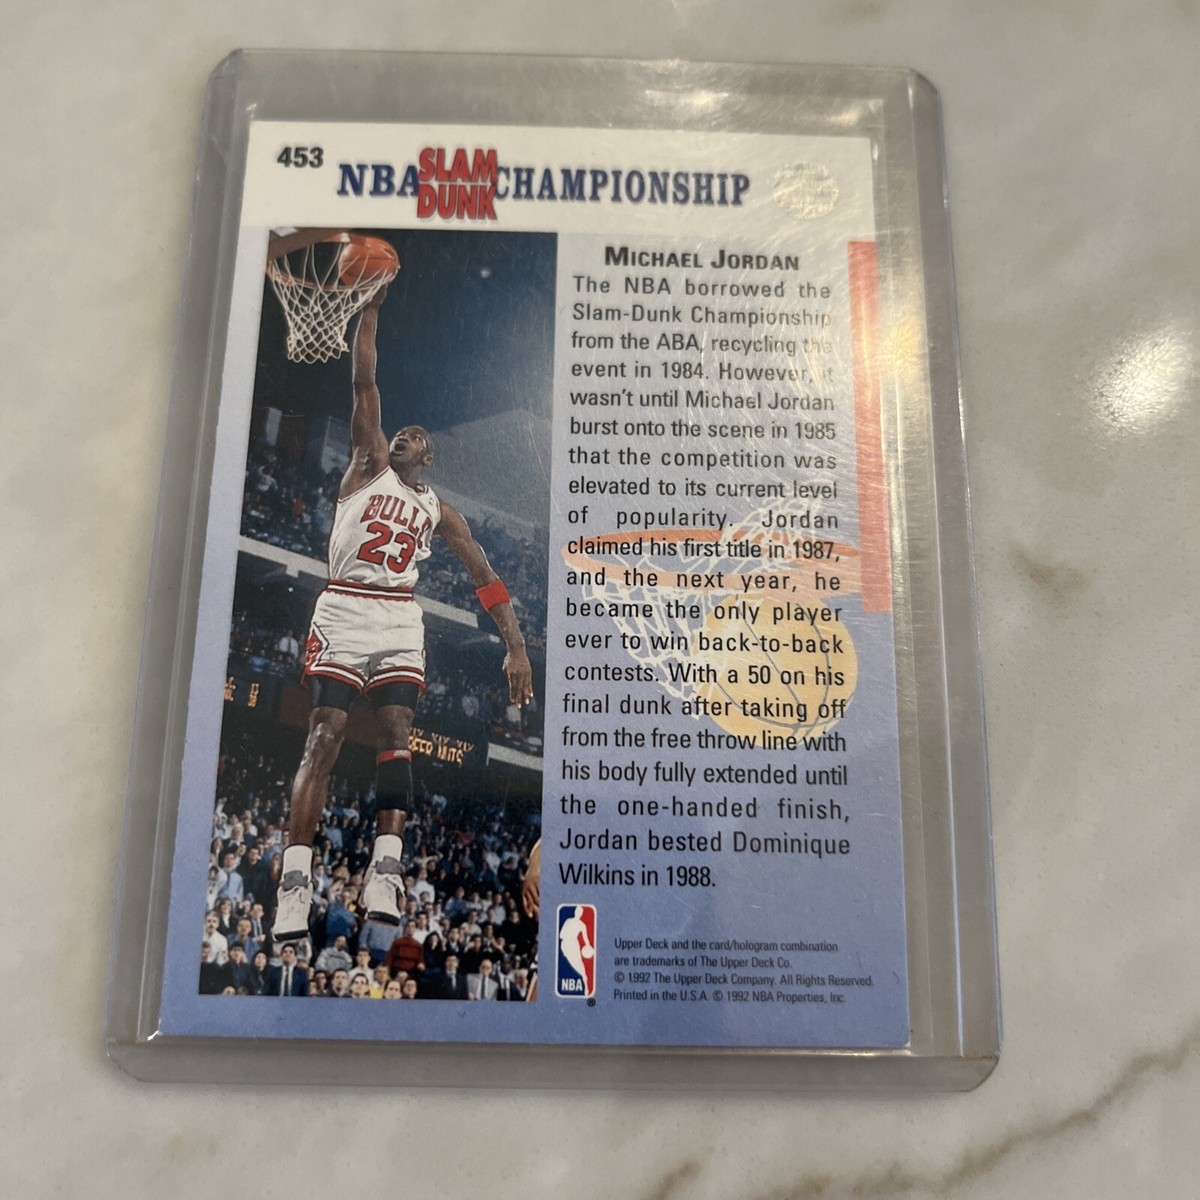 453
NBA SLAM DUNK CHAMPIONSHIP
MICHAEL JORDAN
The NBA borrowed the
Slam-Dunk Championship
from the ABA, recycling the
event in 1984. However, it
wasn't until Michael Jordan
burst onto the scene in 1985
that the competition was
elevated to its current level
of popularity. Jordan
claimed his first title in 1987,
and the next year, he
became the only player
ever to win back-to-back
contests. With a 50 on his
final dunk after taking off
from the free throw line with
his body fully extended until
the one-handed finish,
Jordan bested Dominique
Wilkins in 1988.
BULLS
23
NBA
®
Upper Deck and the card/hologram combination
are trademarks of The Upper Deck Co.
© 1992 The Upper Deck Company. All Rights Reserved.
Printed in the U.S.A. © 1992 NBA Properties, Inc.